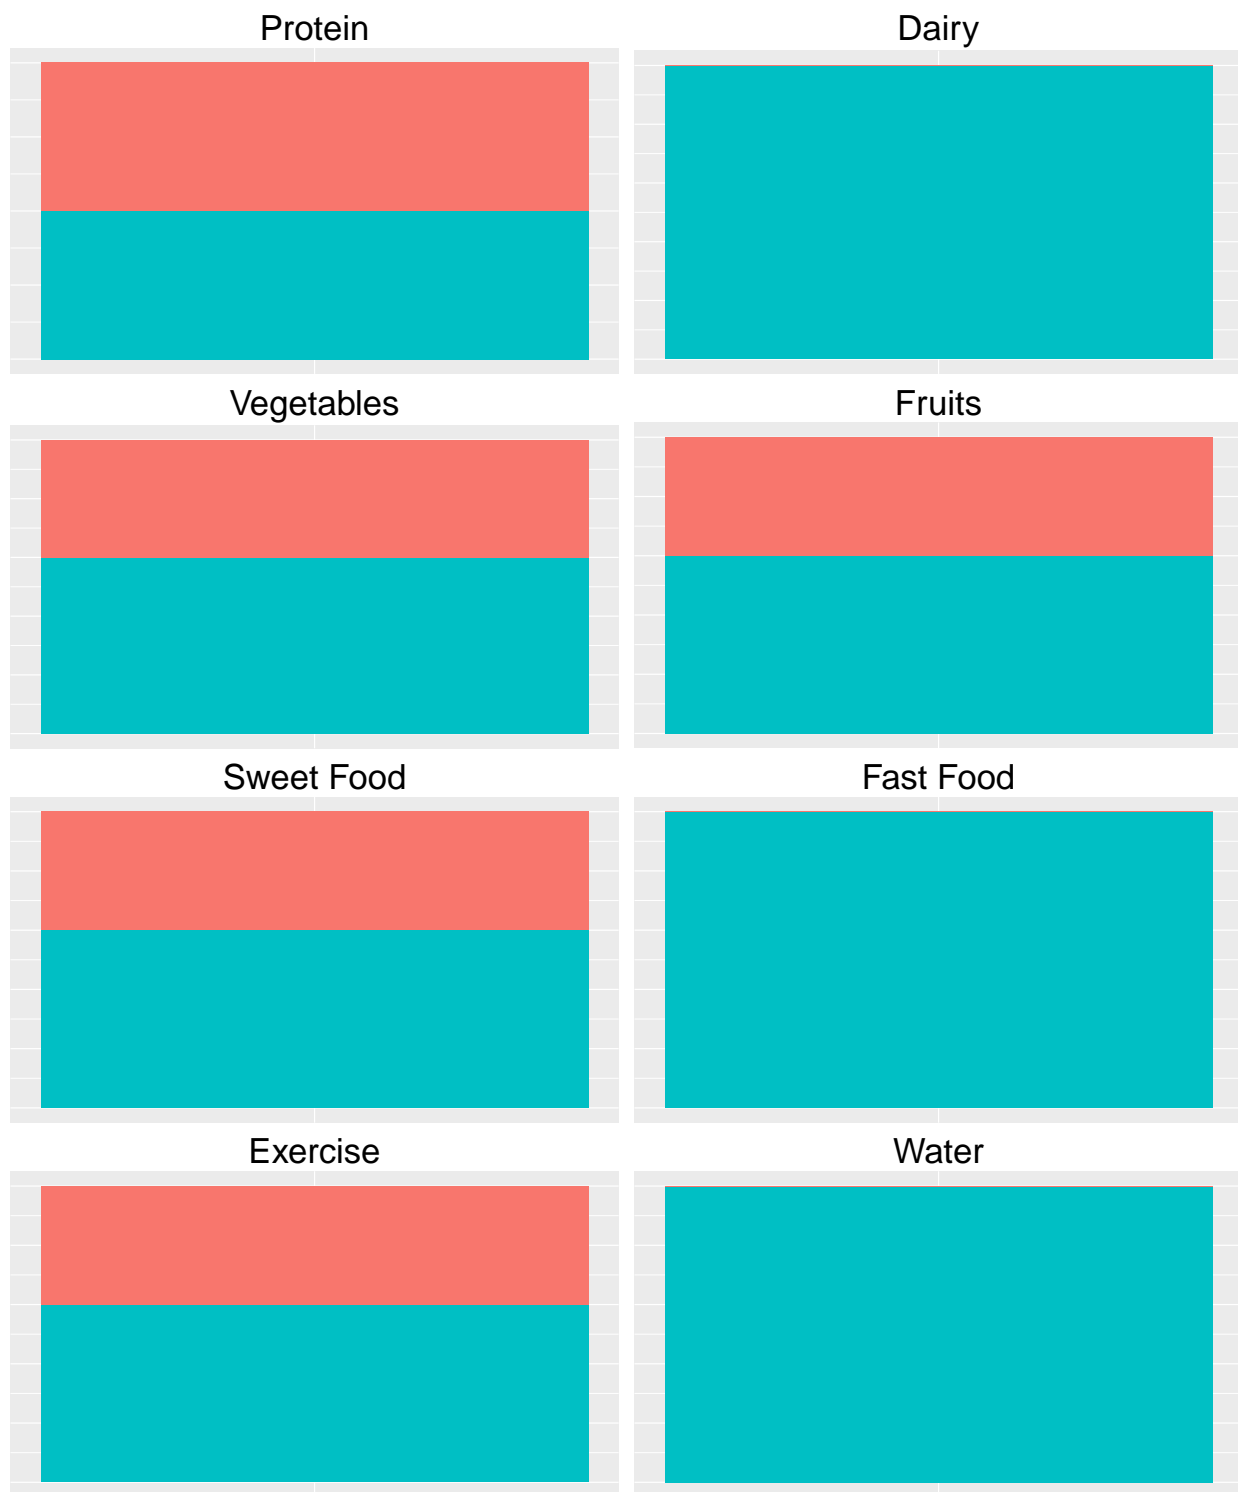 Protein
Dairy
Vegetables
Fruits
Sweet Food
Fast Food
Exercise
Water